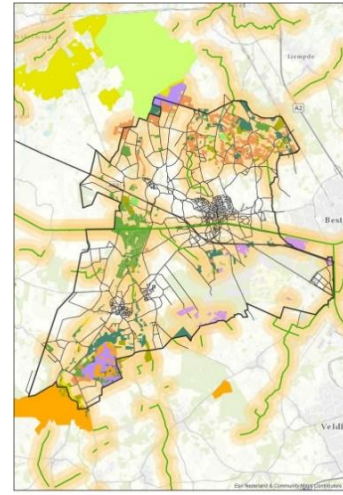 Liempde
A2
Best
Veldh
Esri Nederland & Community Maps Contributors